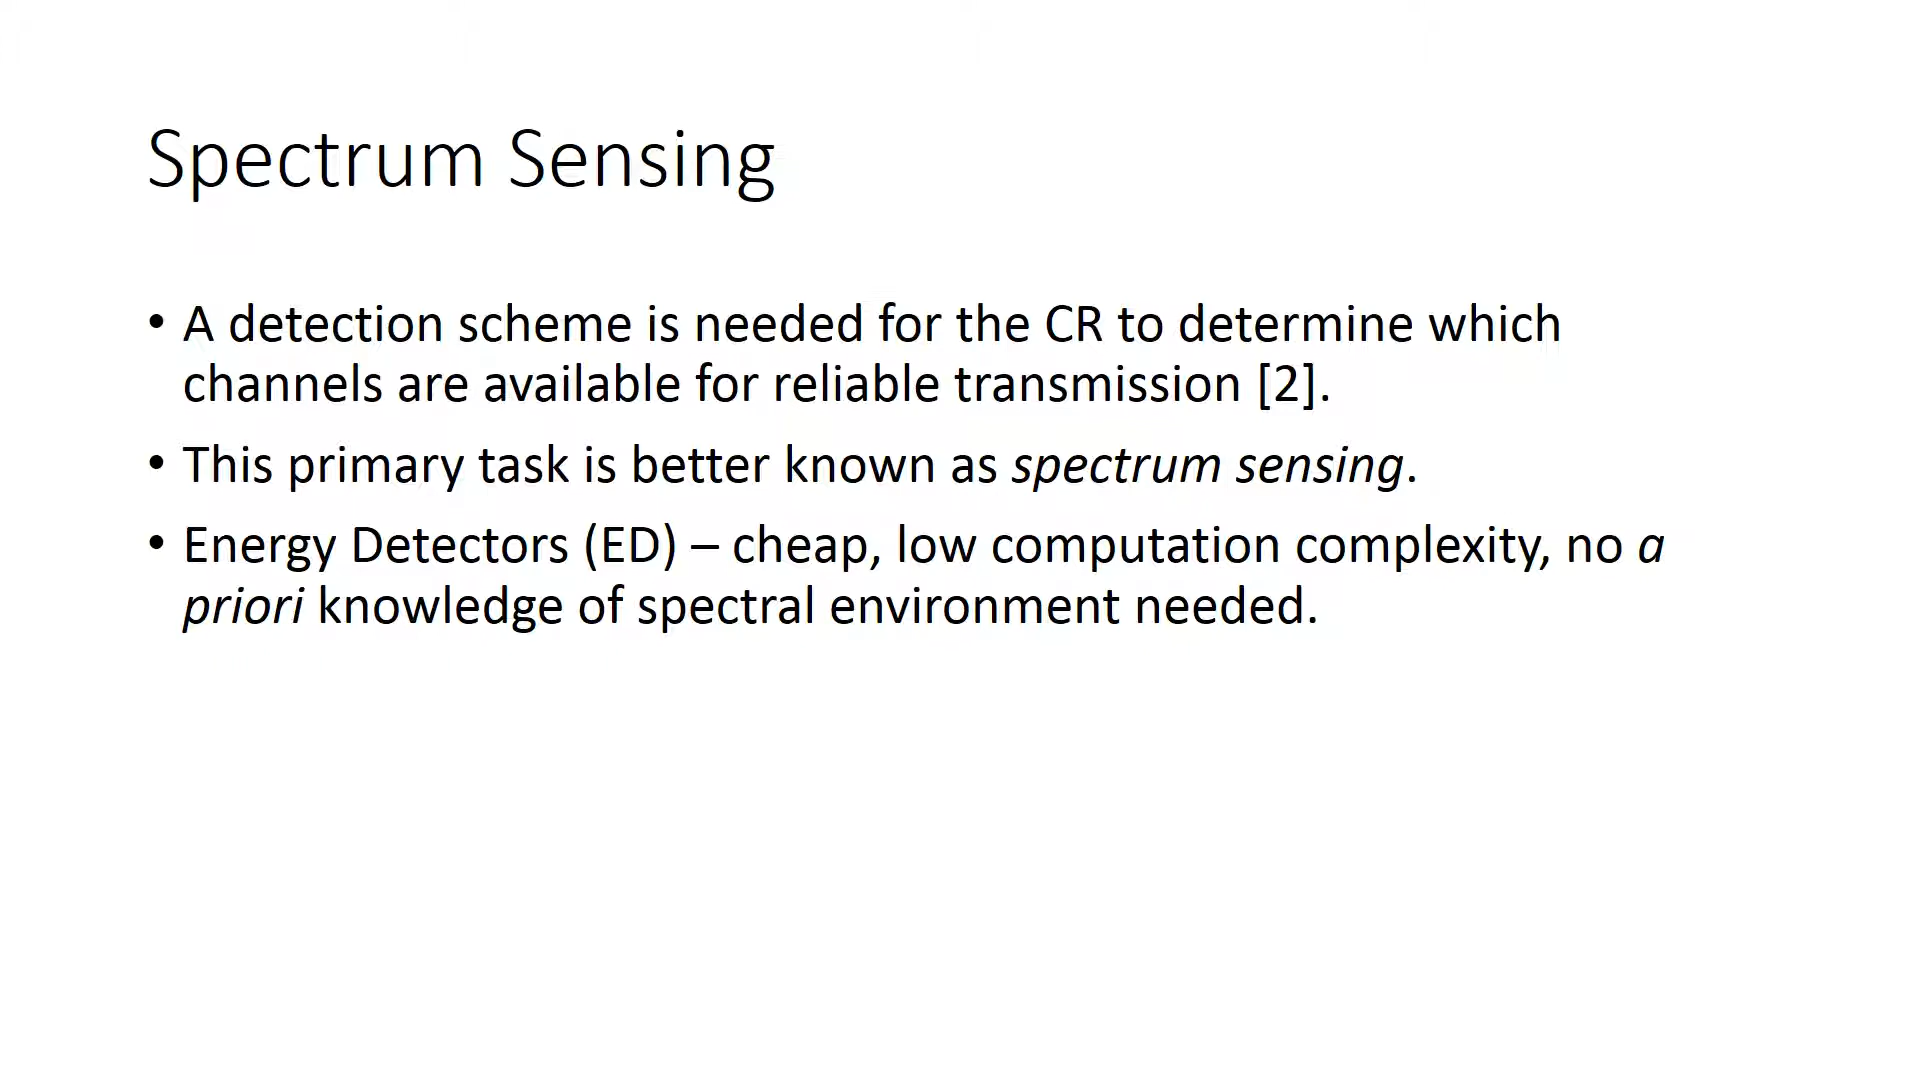 Spectrum Sensing
• A detection scheme is needed for the CR to determine which
channels are available for reliable transmission [2].
• This primary task is better known as spectrum sensing.
• Energy Detectors (ED) – cheap, low computation complexity, no a
priori knowledge of spectral environment needed.